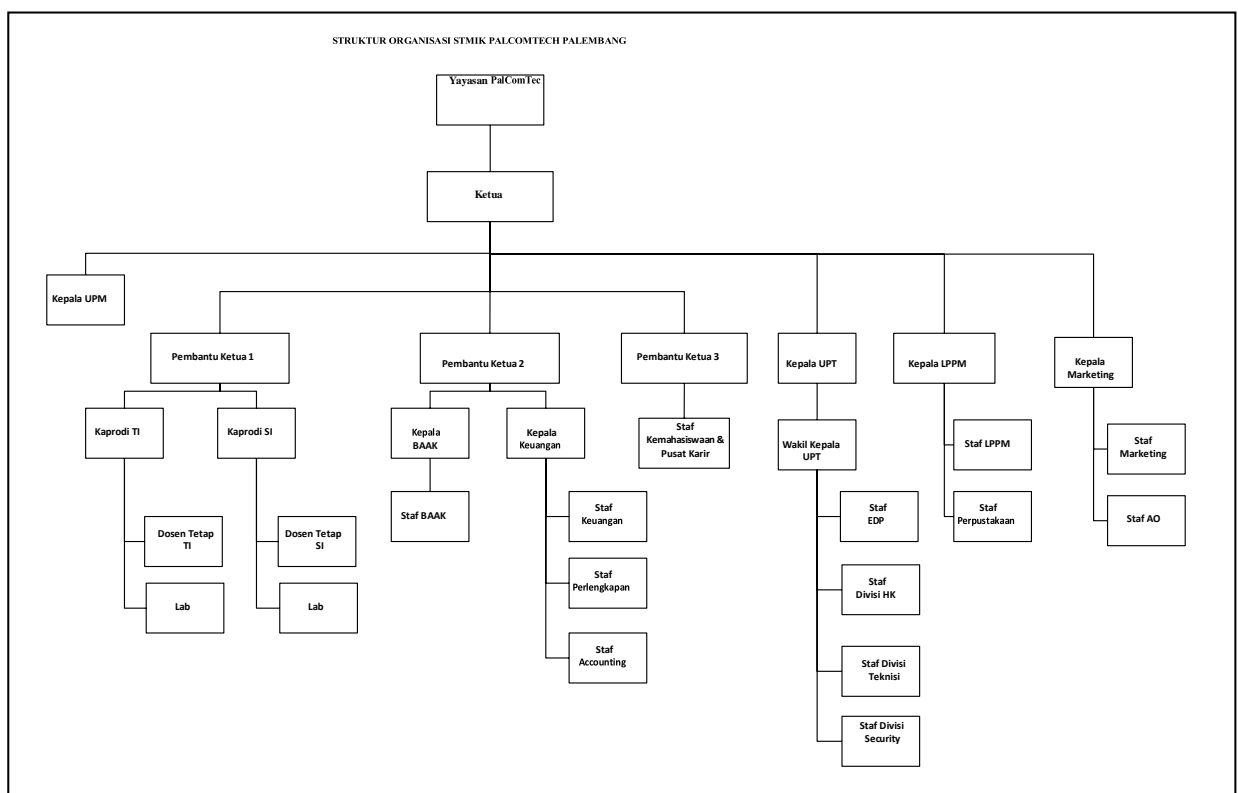 STRUKTUR ORGANISASI STMIK PALCOMTECH PALEMBANG
Yayasan PalComTec
Ketua
Kepala UPM
Pembantu Ketua 1
Pembantu Ketua 2
Pembantu Ketua 3
Kepala UPT
Kepala LPPM
Kepala
Marketing
Kaprodi TI
Kaprodi SI
Kepala
BAAK
Kepala
Keuangan
Staf
Kemahasiswaan &
Pusat Karir
Wakil Kepala
UPT
Staf LPPM
Staf
Marketing
Staf BAAK
Staf
Keuangan
Staf
EDP
Staf
Perpustakaan
Staf AO
Dosen Tetap
TI
Dosen Tetap
SI
Staf
Perlengkapan
Staf
Divisi HK
Lab
Lab
Staf
Accounting
Staf Divisi
Teknisi
Staf Divisi
Security